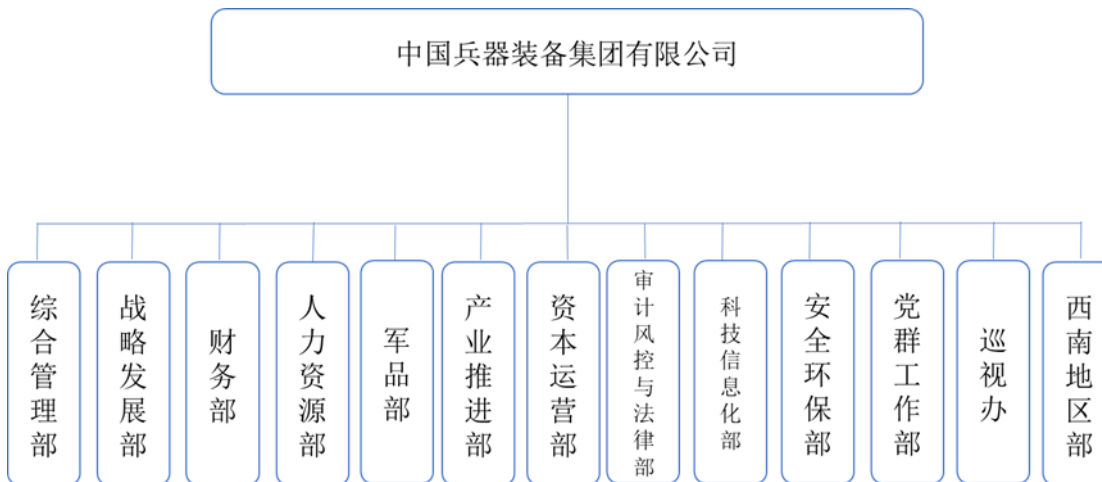 中国兵器装备集团有限公司
综合管理部
战略发展部
财务部
人力资源部
军品部
产业推进部
资本运营部
审计风控与法律部
科技信息化部
安全环保部
党群工作部
巡视办
西南地区部